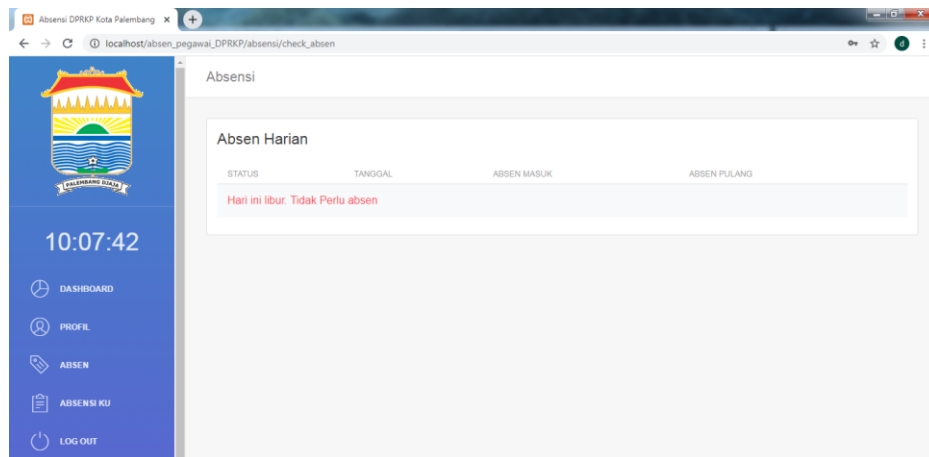 Absensi DPRKP Kota Palembang
localhost/absen_pegawai_DPRKP/absensi/check_absen
d
PALEMBANG DJAJA
10:07:42
DASHBOARD
PROFIL
ABSEN
ABSENSI KU
LOG OUT
Absensi
Absen Harian
STATUS TANGGAL ABSEN MASUK ABSEN PULANG
Hari ini libur. Tidak Perlu absen